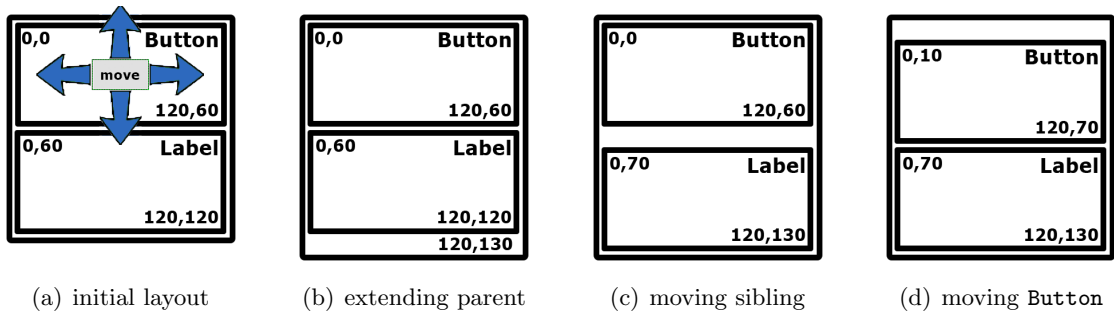 0,0 Button
move
120,60
0,60 Label
120,120
(a) initial layout
0,0 Button
120,60
0,60 Label
120,120
120,130
(b) extending parent
0,0 Button
120,60
0,70 Label
120,130
(c) moving sibling
0,10 Button
120,70
0,70 Label
120,130
(d) moving Button